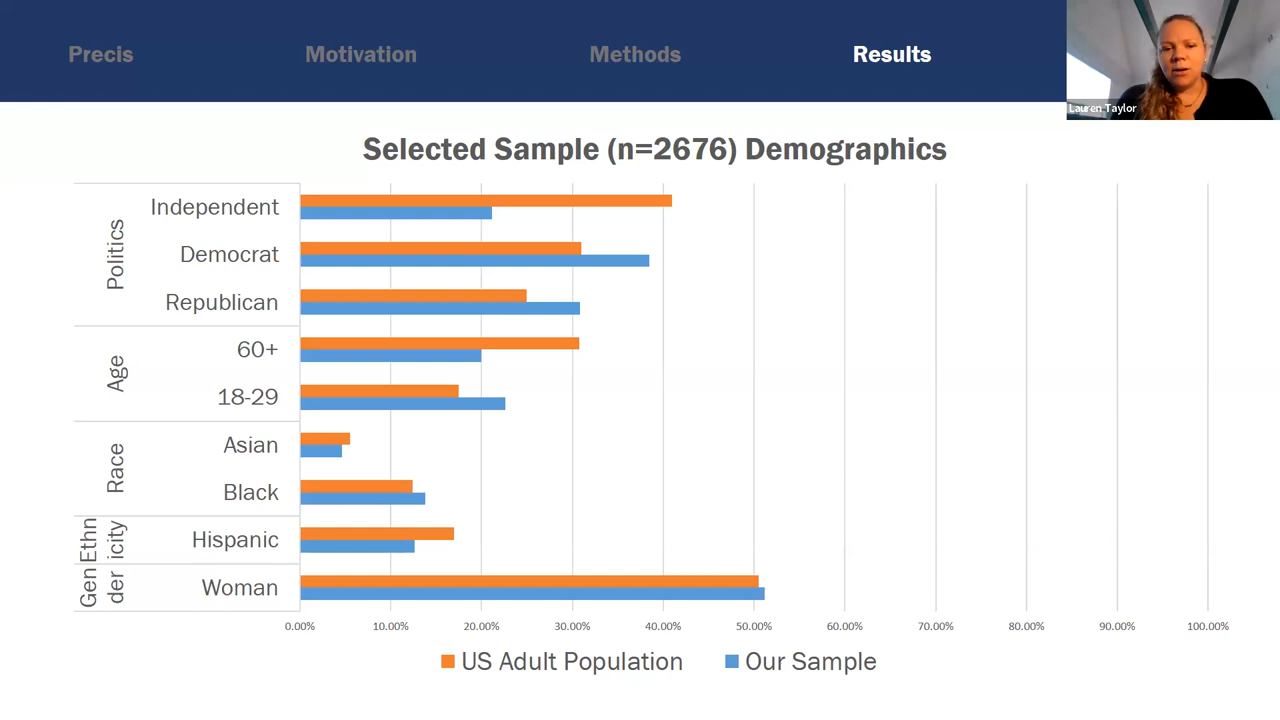 Precis
Motivation
Methods
Results
Lauren Taylor
Selected Sample (n=2676) Demographics
Politics
Independent
Democrat
Republican
Age
60+
18-29
Race
Asian
Black
Ethn
icity
Hispanic
Gen
der
Woman
0.00%
10.00%
20.00%
30.00%
40.00%
50.00%
60.00%
70.00%
80.00%
90.00%
100.00%
US Adult Population
Our Sample